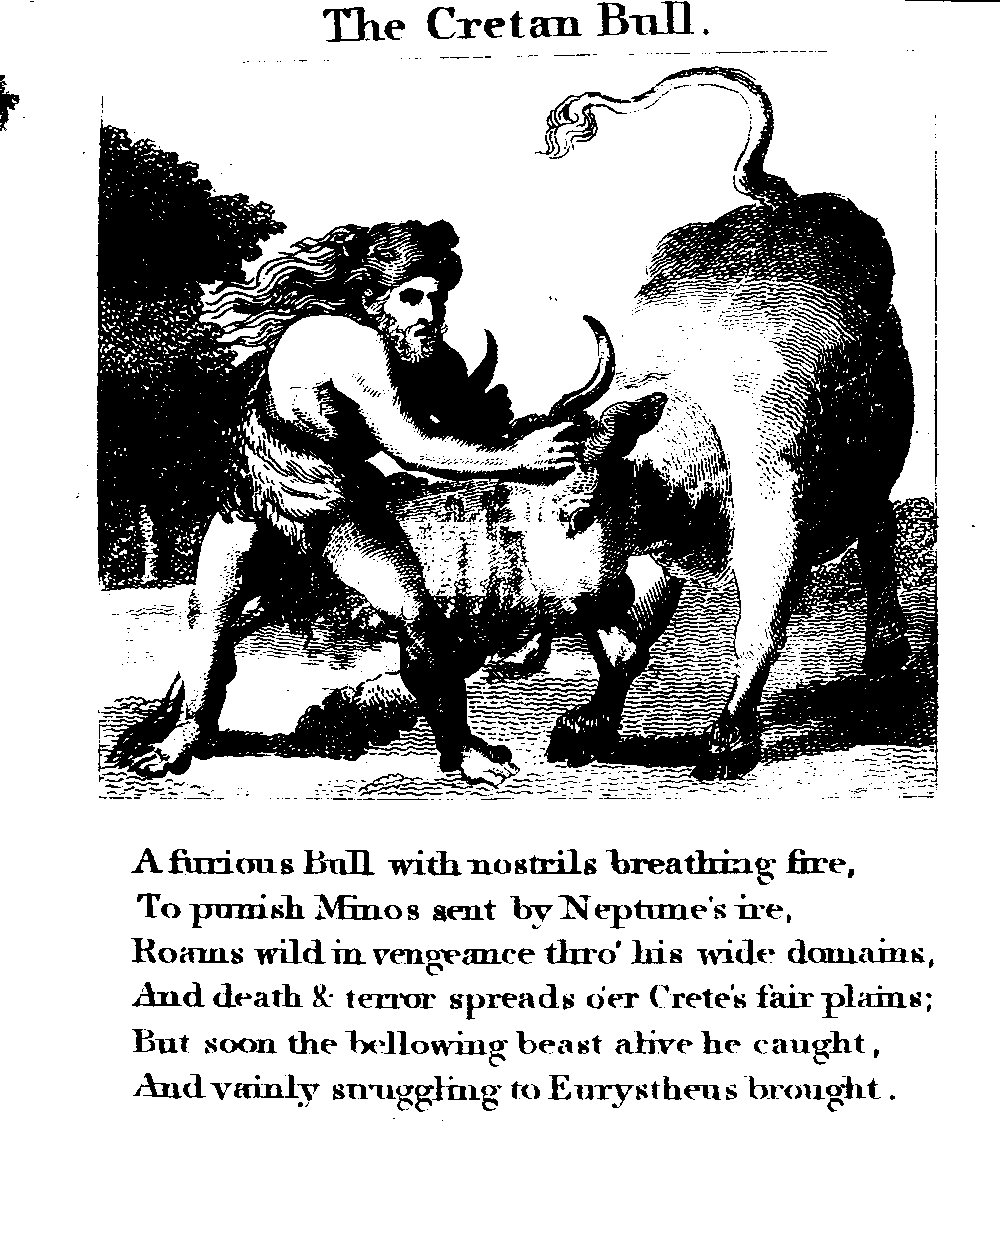 The Cretan Bull.
A furious Bull with nostrils breathing fire,
To punish Minos sent by Neptune's ire,
Roams wild in vengeance thro' his wide domains,
And death & terror spreads o'er Crete's fair plains;
But soon the bellowing beast alive he caught,
And vainly struggling to Eurystheus brought.